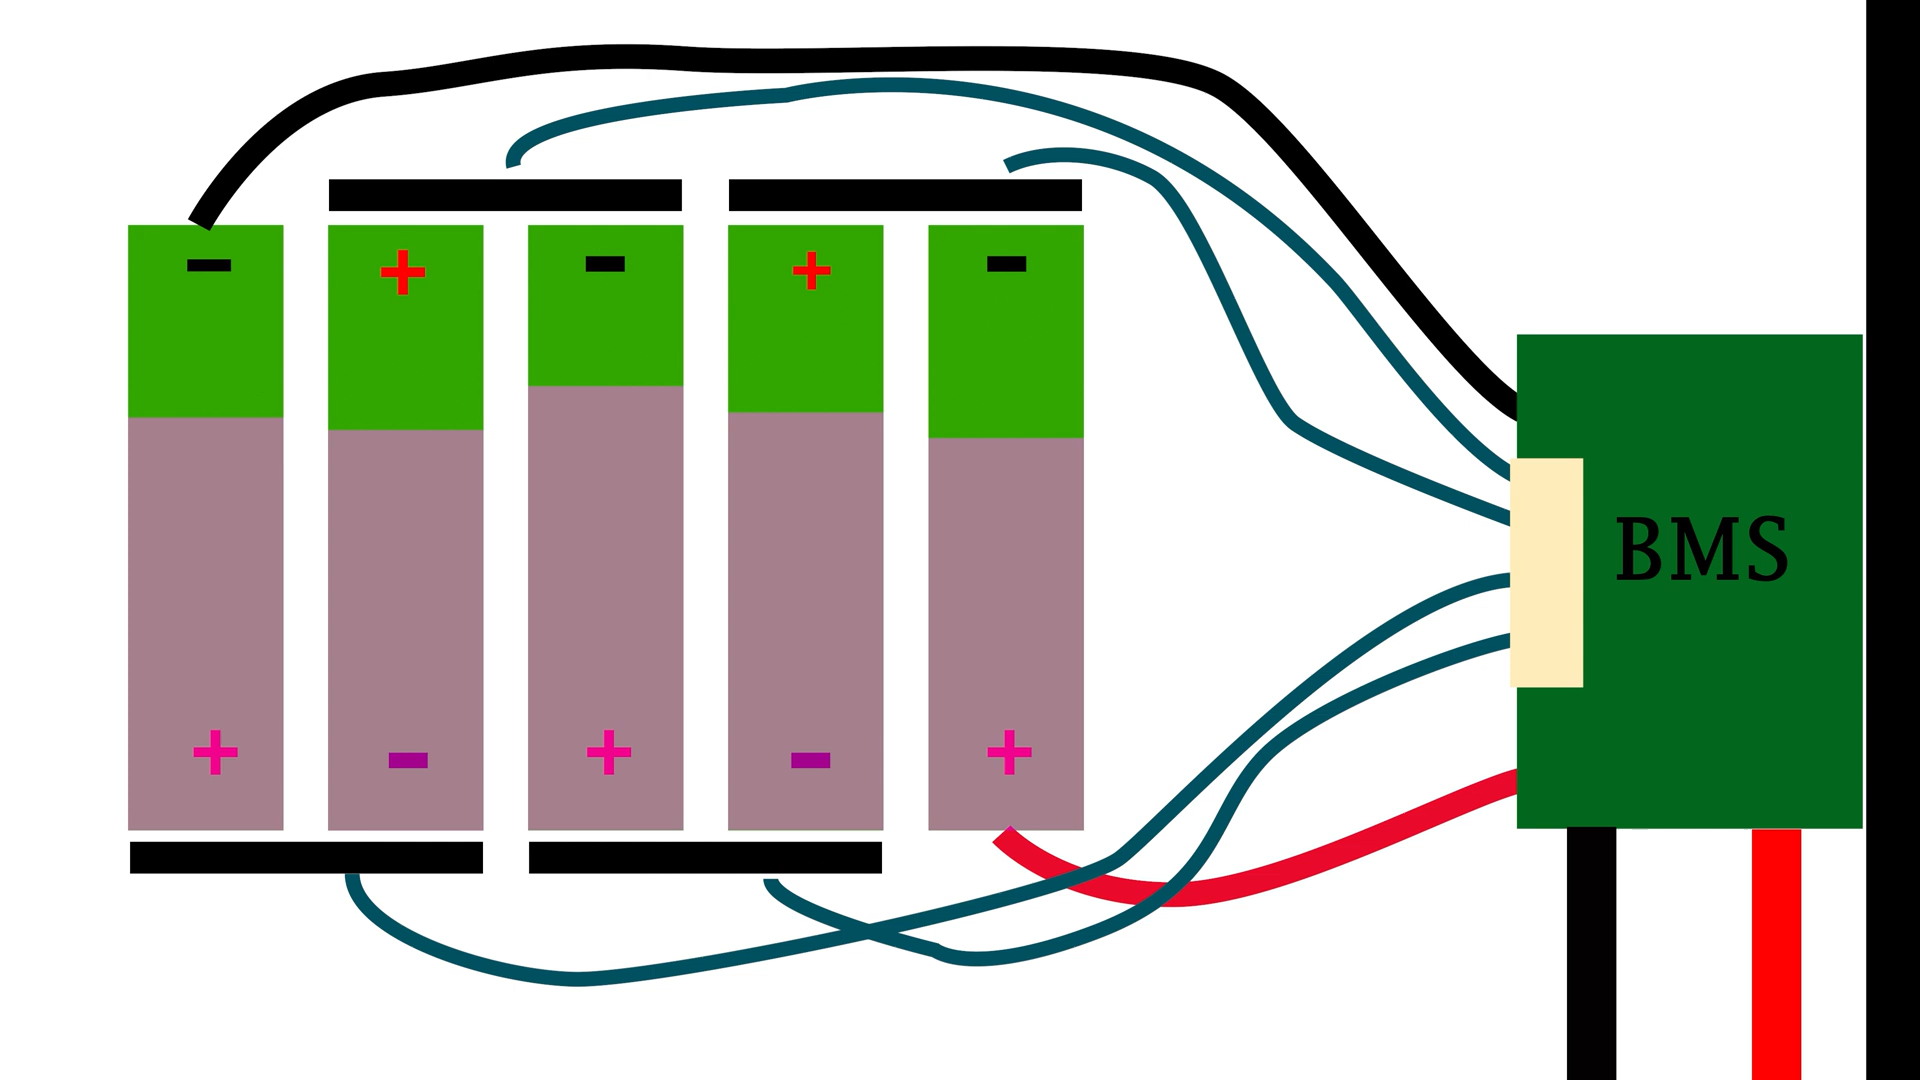 - + - + -
BMS
+ - + - +